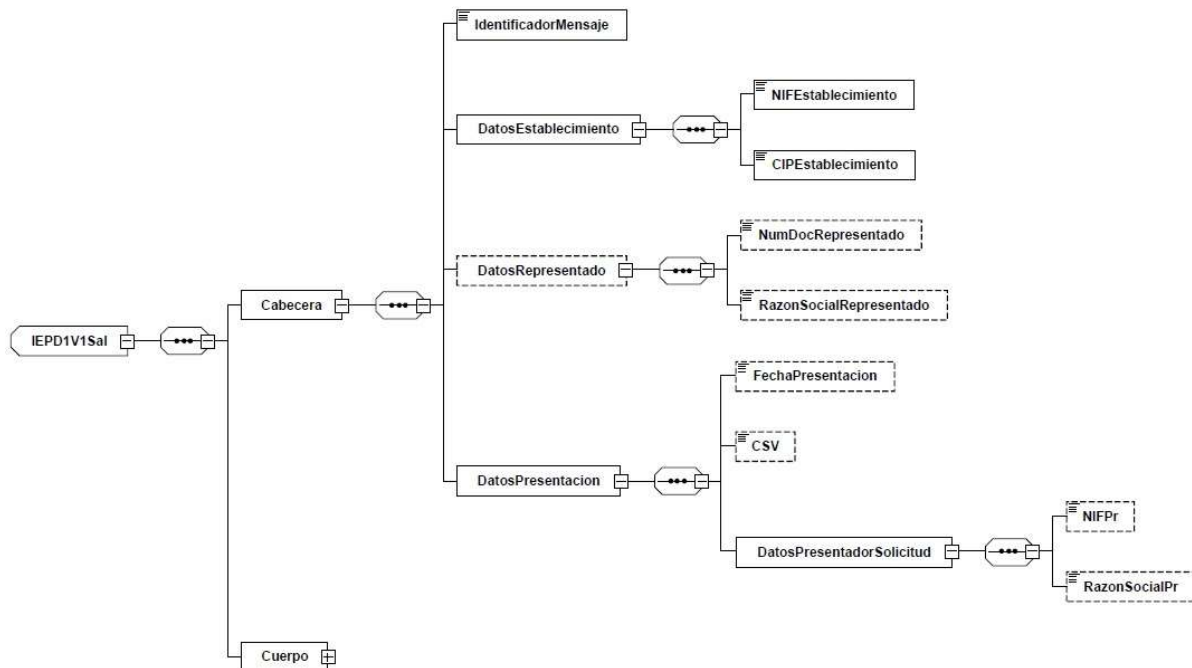 IdentificadorMensaje
NIFEstablecimiento
DatosEstablecimiento
CIPEstablecimiento
NumDocRepresentado
DatosRepresentado
RazonSocialRepresentado
Cabecera
IEPD1V1Sal
FechaPresentacion
CSV
DatosPresentacion
NIFPr
DatosPresentadorSolicitud
RazonSocialPr
Cuerpo